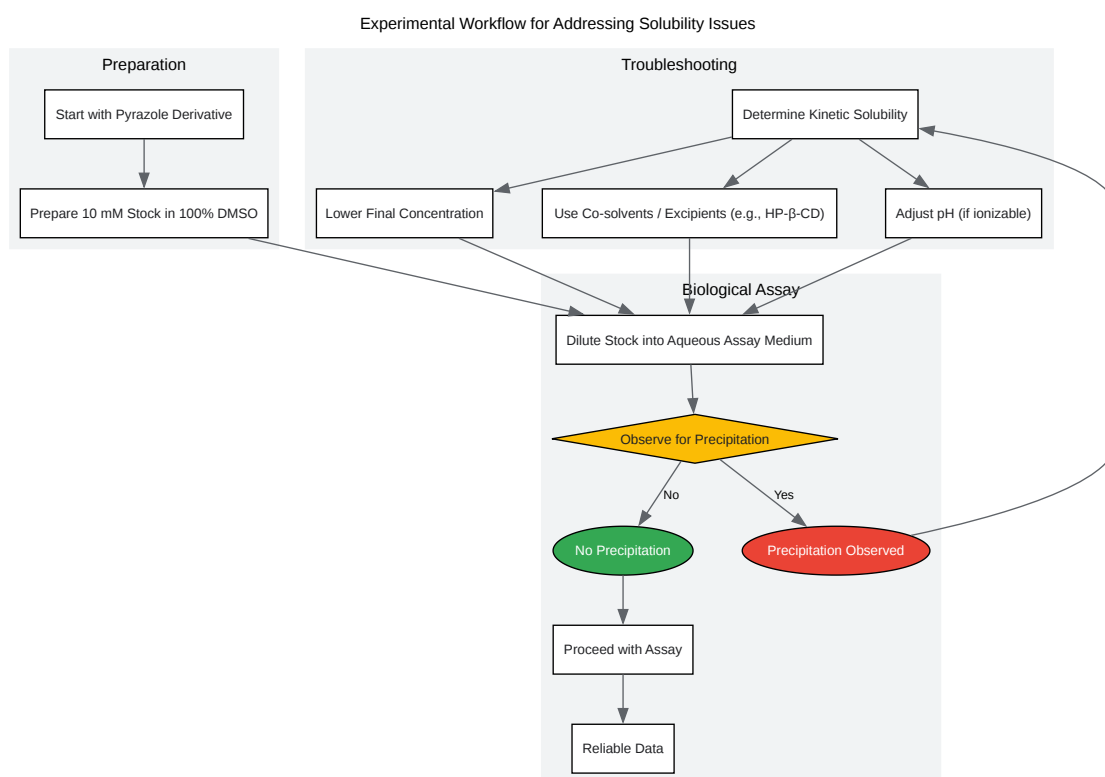 Experimental Workflow for Addressing Solubility Issues
Preparation
Troubleshooting
Start with Pyrazole Derivative
Determine Kinetic Solubility
Prepare 10 mM Stock in 100% DMSO
Lower Final Concentration
Use Co-solvents / Excipients (e.g., HP-β-CD)
Adjust pH (if ionizable)
Biological Assay
Dilute Stock into Aqueous Assay Medium
Observe for Precipitation
No
Yes
No Precipitation
Precipitation Observed
Proceed with Assay
Reliable Data